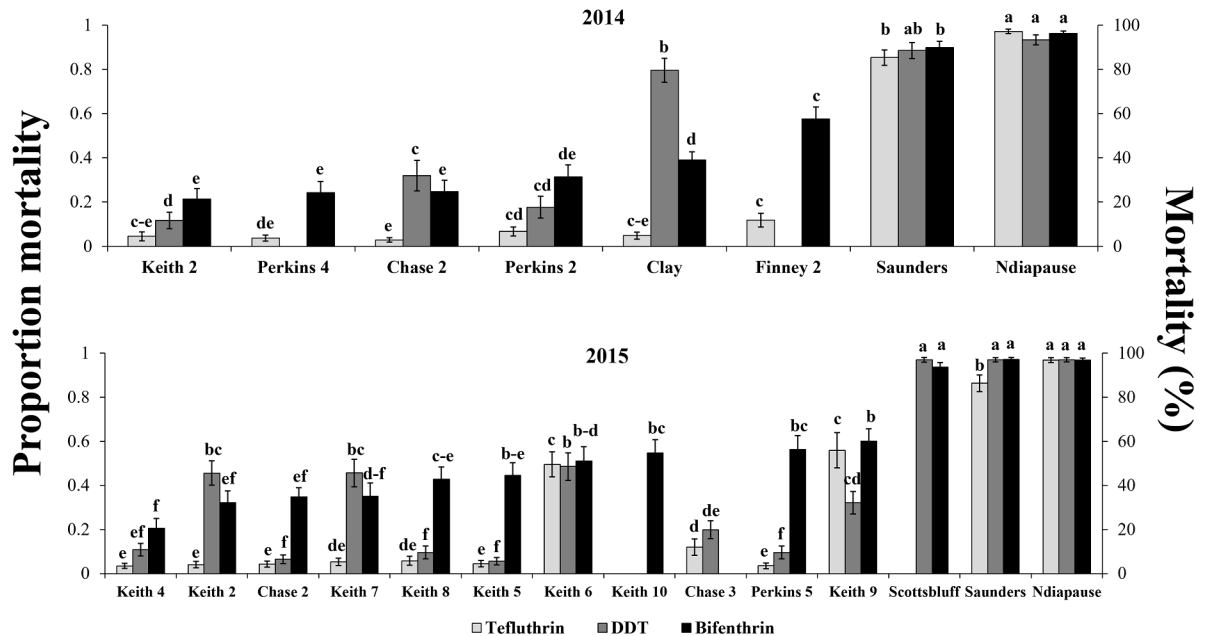 2014
Proportion mortality
Mortality (%)
1
0.8
0.6
0.4
0.2
0
100
80
60
40
20
0
c-e d e
de e
e c e
cd cd de
c-e b d
c c
b ab b
a a a
Keith 2 Perkins 4 Chase 2 Perkins 2 Clay Finney 2 Saunders Ndiapause
2015
1
0.8
0.6
0.4
0.2
0
100
80
60
40
20
0
e ef f
e bc ef
e f ef
de bc d-f
de f c-e
e f b-e
c b b-d
bc
d de
e f bc
c cd b
a a
b a a
a a a
Keith 4 Keith 2 Chase 2 Keith 7 Keith 8 Keith 5 Keith 6 Keith 10 Chase 3 Perkins 5 Keith 9 Scottsbluff Saunders Ndiapause
Tefluthrin DDT Bifenthrin